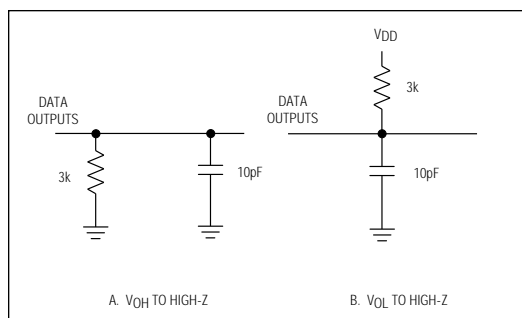 DATA
OUTPUTS
3k
10pF
A. VOH TO HIGH-Z
VDD
3k
DATA
OUTPUTS
10pF
B. VOL TO HIGH-Z